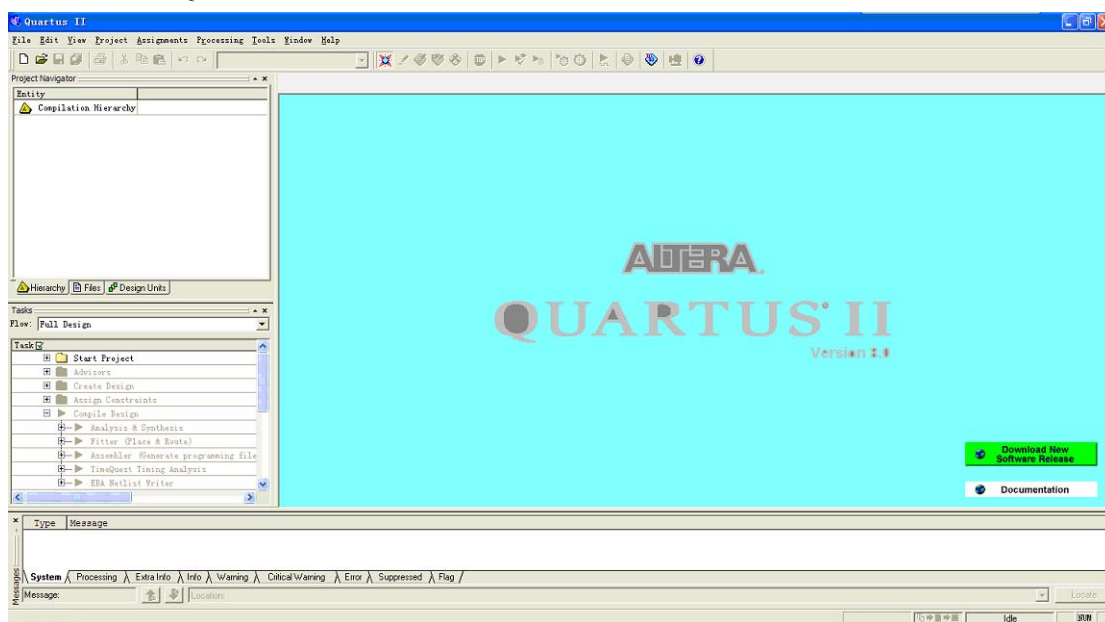 Quartus II
File Edit View Project Assignments Processing Tools Window Help
Project Navigator
Entity
Compilation Hierarchy
Hierarchy Files Design Units
Tasks
Flow: Full Design
Task
Start Project
Advisors
Create Design
Assign Constraints
Compile Design
Analysis & Synthesis
Fitter (Place & Route)
Assembler (Generate programming file
TimeQuest Timing Analysis
EDA Netlist Writer
ALTERA
QUARTUS® II
Version
Download New
Software Release
Documentation
Type Message
Messages
System Processing Extra Info Info Warning Critical Warning Error Suppressed Flag
Message: Location: Locate
Idle NUM